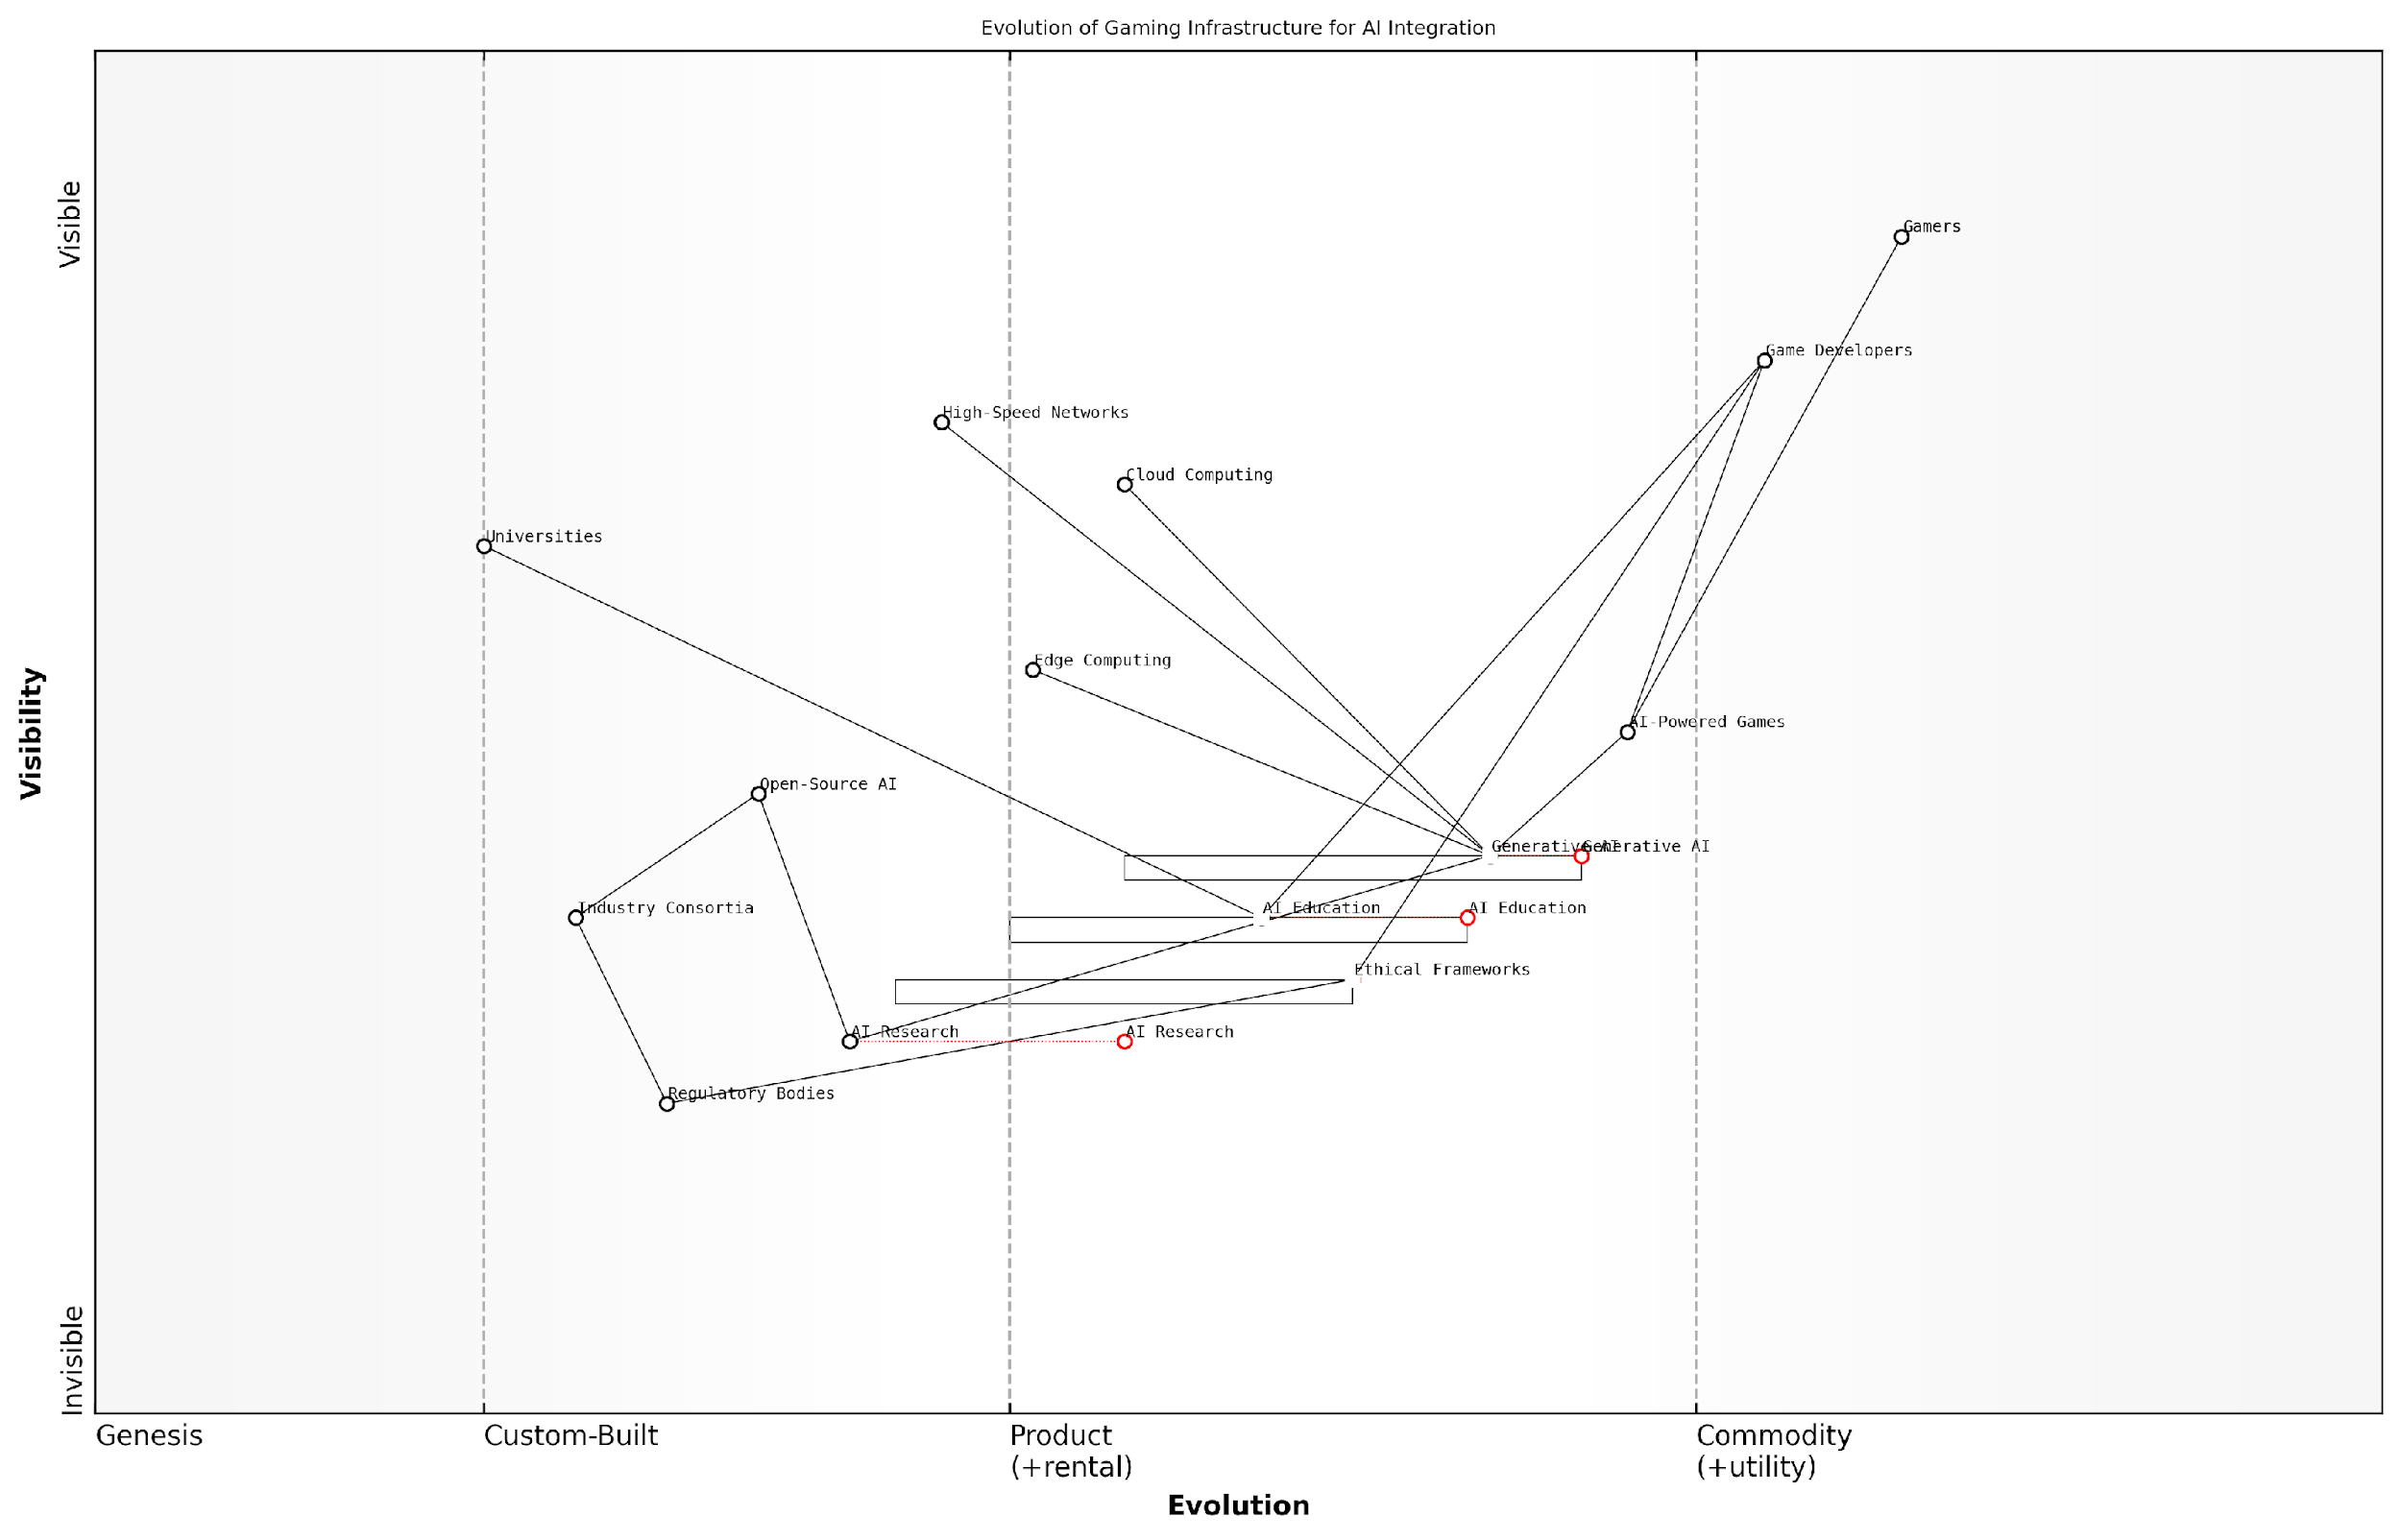 Evolution of Gaming Infrastructure for AI Integration
Visible
Visibility
Invisible
Gamers
Game Developers
High-Speed Networks
Cloud Computing
Universities
Edge Computing
AI-Powered Games
Open-Source AI
Generative AI
Generative AI
Industry Consortia
AI Education
AI Education
Ethical Frameworks
AI Research
AI Research
Regulatory Bodies
Genesis
Custom-Built
Product
(+rental)
Commodity
(+utility)
Evolution